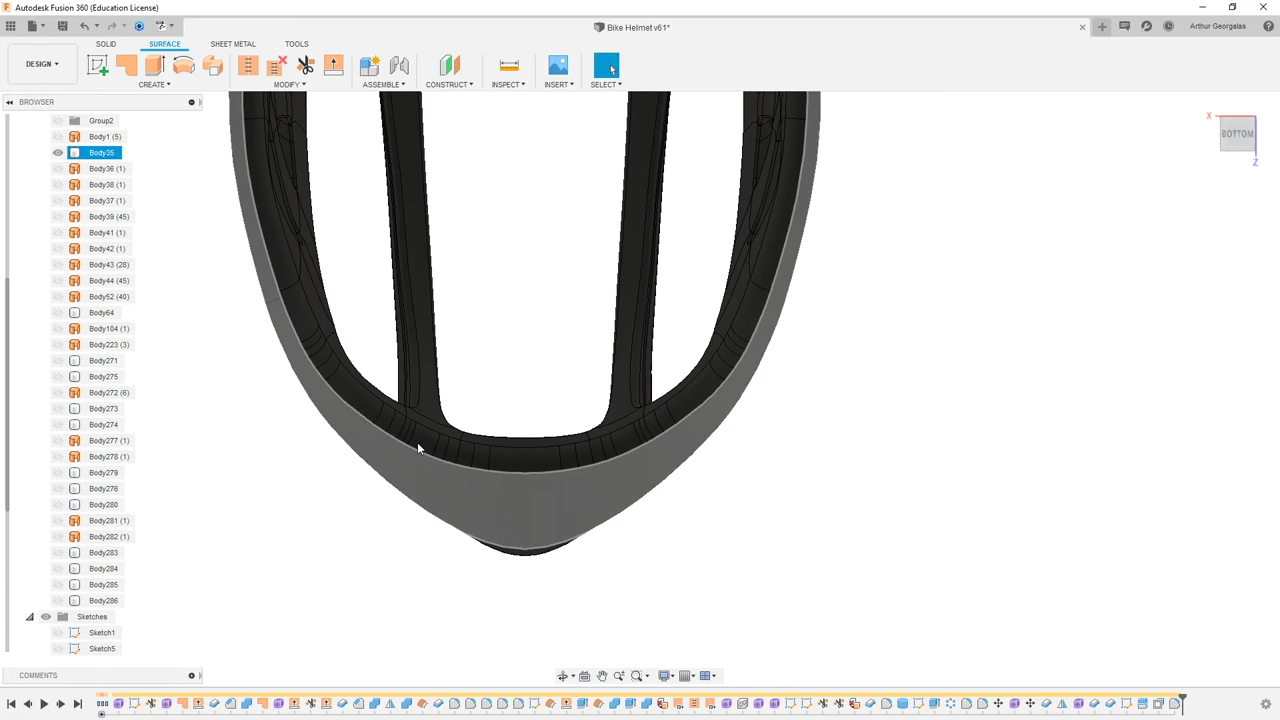 Autodesk Fusion 360 (Education License)
Bike Helmet v61*
Arthur Georgalas
DESIGN
SOLID SURFACE SHEET METAL TOOLS
CREATE MODIFY ASSEMBLE CONSTRUCT INSPECT INSERT SELECT
BROWSER
Group2
Body1 (5)
Body35
Body36 (1)
Body38 (1)
Body37 (1)
Body39 (45)
Body41 (1)
Body42 (1)
Body43 (28)
Body44 (45)
Body52 (40)
Body64
Body104 (1)
Body223 (3)
Body271
Body275
Body272 (6)
Body273
Body274
Body277 (1)
Body278 (1)
Body279
Body276
Body280
Body281 (1)
Body282 (1)
Body283
Body284
Body285
Body286
Sketches
Sketch1
Sketch5
COMMENTS
X
BOTTOM
Z